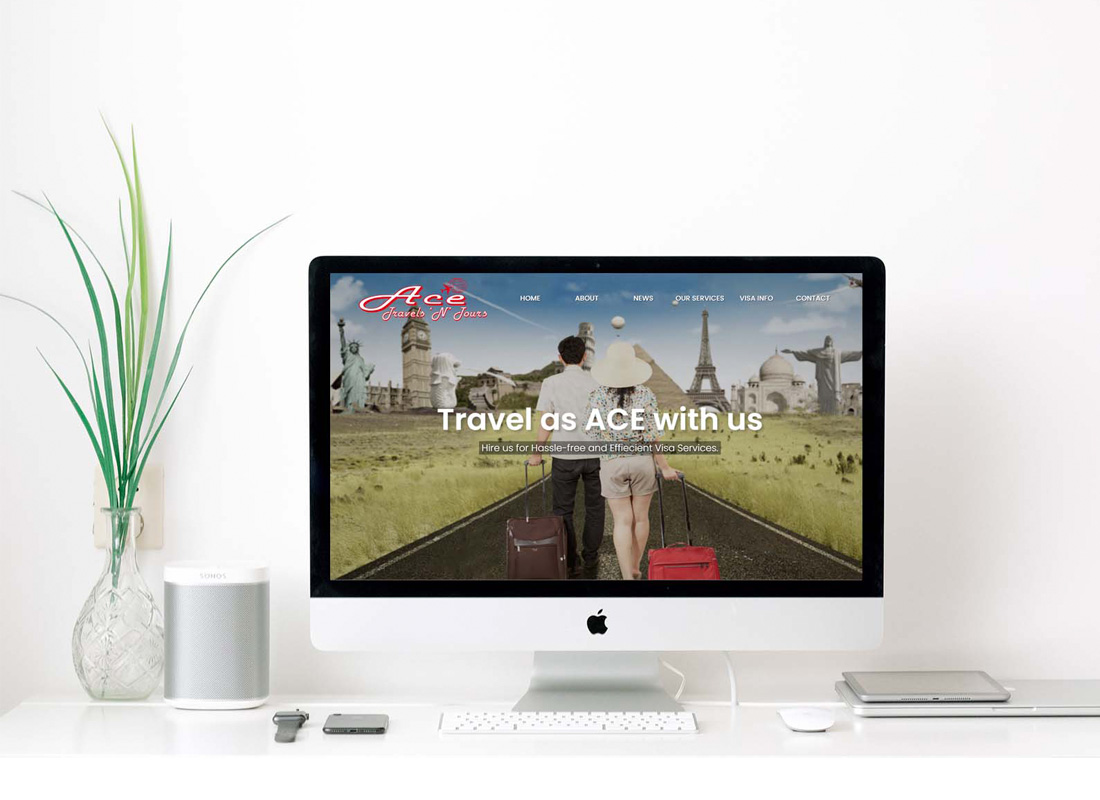 Ace
Travels 'N' Tours
HOME ABOUT NEWS OUR SERVICES VISA INFO CONTACT
Travel as ACE with us
Hire us for Hassle-free and Effiecient Visa Services.
SONOS